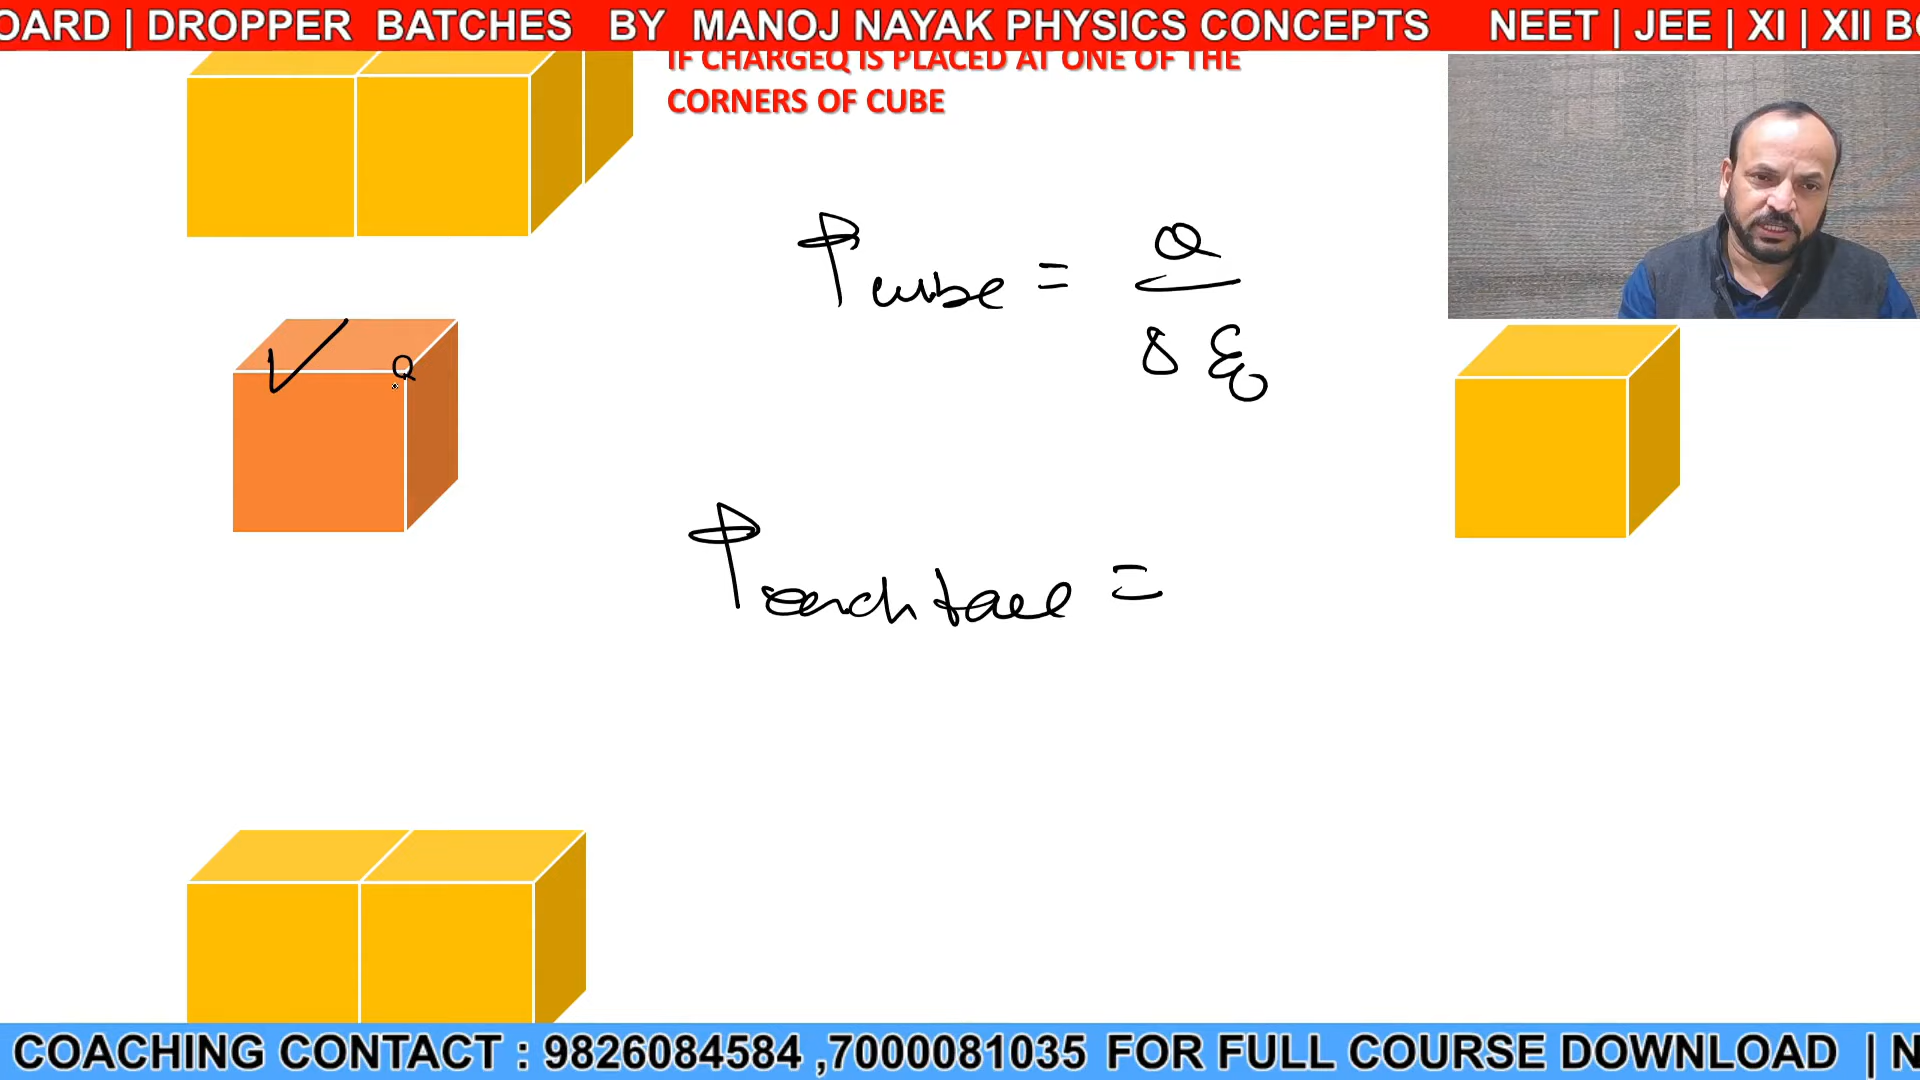 OARD | DROPPER BATCHES BY MANOJ NAYAK PHYSICS CONCEPTS NEET | JEE | XI | XII BO
IF CHARGEQ IS PLACED AT ONE OF THE
CORNERS OF CUBE
Φcube = Q / 8 ε0
Q
Φeach face =
COACHING CONTACT : 9826084584 ,7000081035 FOR FULL COURSE DOWNLOAD | N